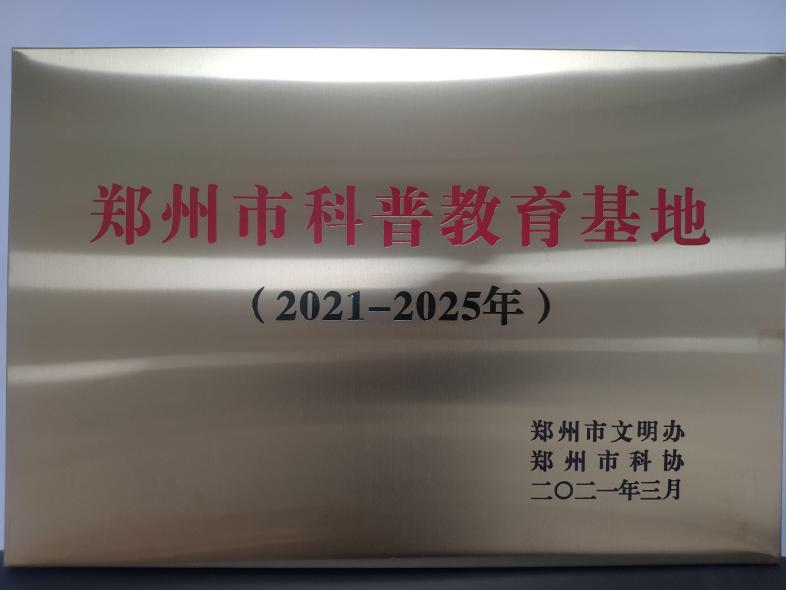 郑州市科普教育基地
（2021-2025年）
郑州市文明办
郑州市科协
二〇二一年三月